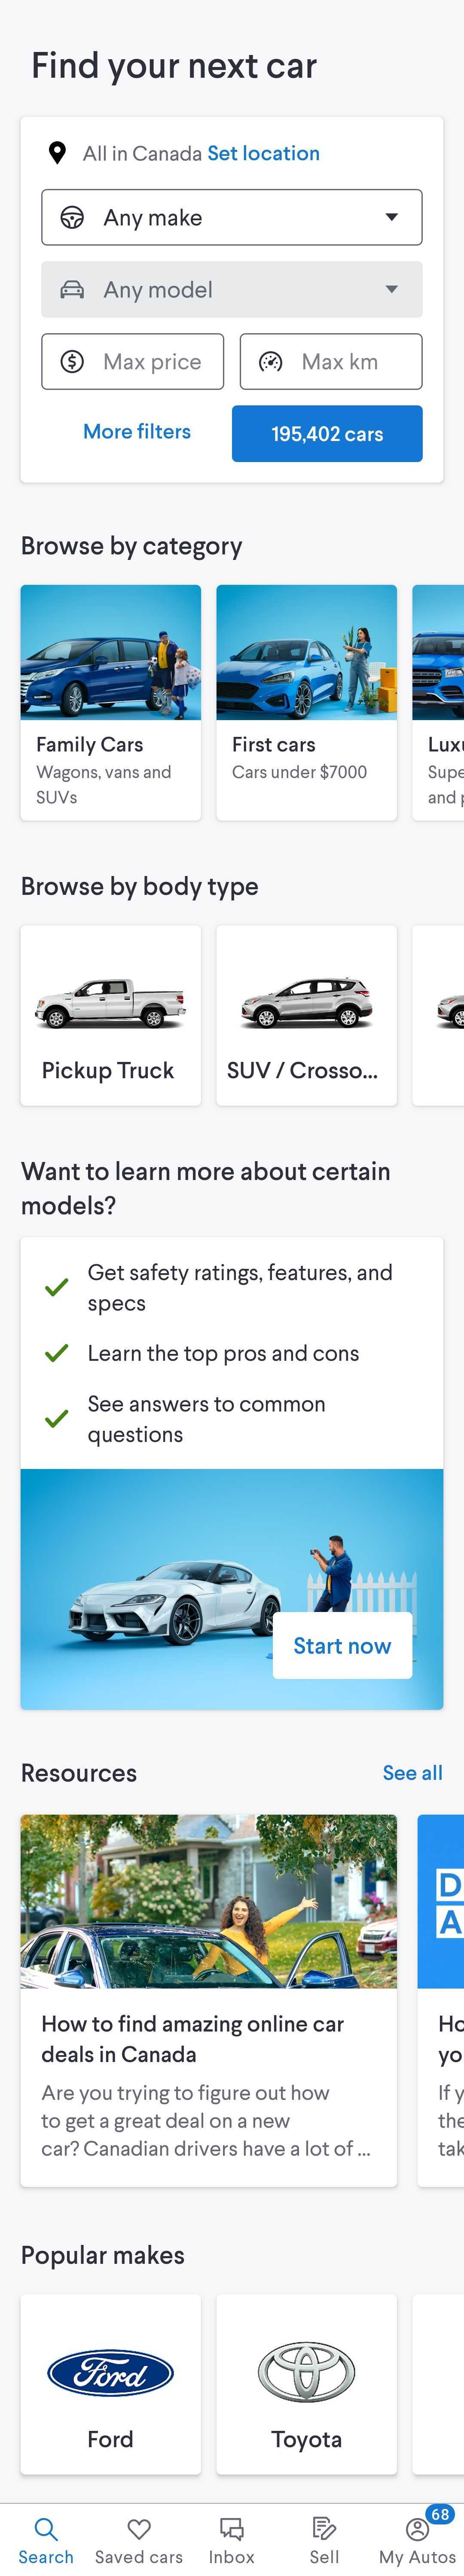 Find your next car
All in Canada Set location
Any make
Any model
Max price
Max km
More filters
195,402 cars
Browse by category
Family Cars
Wagons, vans and
SUVs
First cars
Cars under $7000
Luxu
Supe
and p
Browse by body type
Pickup Truck
SUV / Crosso...
Want to learn more about certain
models?
Get safety ratings, features, and
specs
Learn the top pros and cons
See answers to common
questions
Start now
Resources
See all
How to find amazing online car
deals in Canada
Are you trying to figure out how
to get a great deal on a new
car? Canadian drivers have a lot of ...
D
A
Ho
yo
If y
the
tak
Popular makes
Ford
Ford
Toyota
68
Search
Saved cars
Inbox
Sell
My Autos